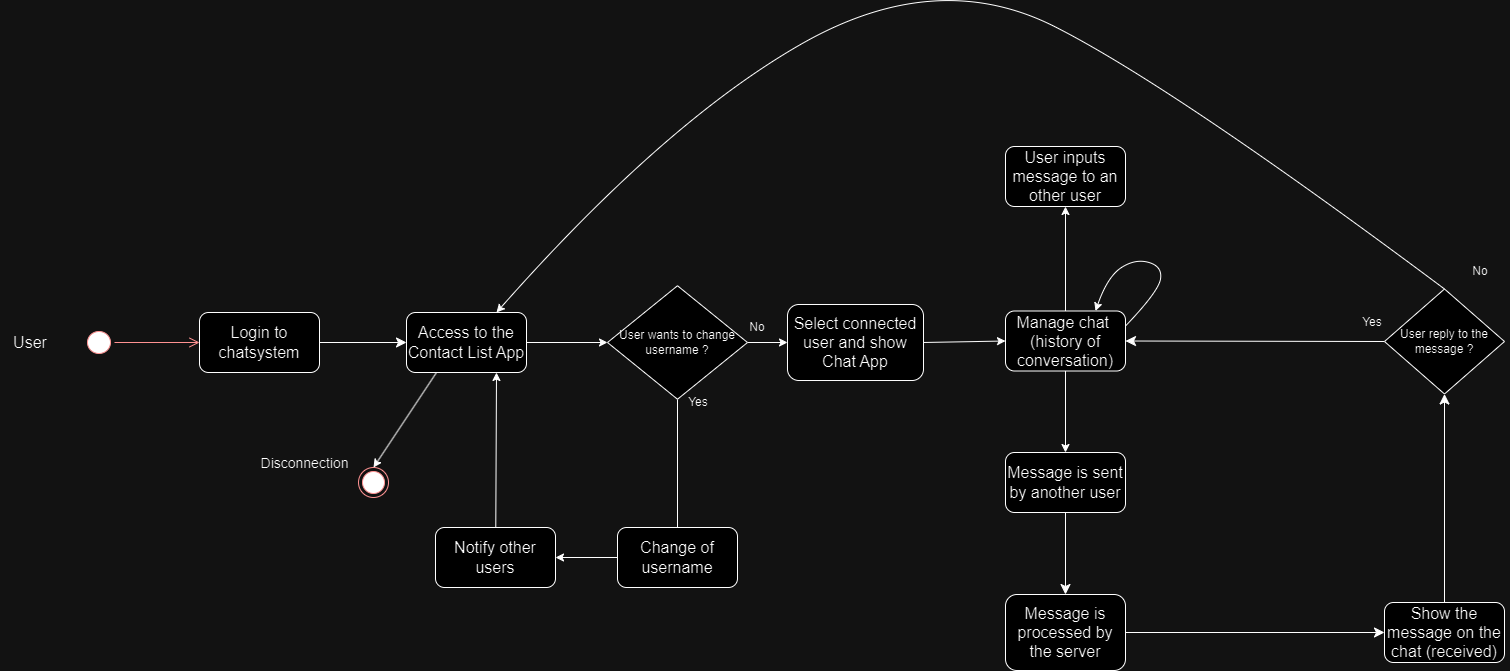 User inputs
message to an
other user
No
User
Login to
chatsystem
Access to the
Contact List App
User wants to change
username ?
No
Yes
Select connected
user and show
Chat App
Manage chat
(history of
conversation)
Yes
User reply to the
message ?
Disconnection
Message is sent
by another user
Notify other
users
Change of
username
Message is
processed by
the server
Show the
message on the
chat (received)